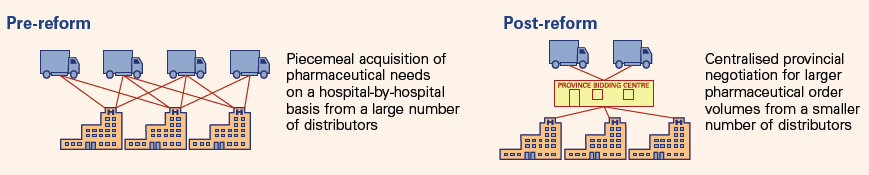 Pre-reform
Piecemeal acquisition of
pharmaceutical needs
on a hospital-by-hospital
basis from a large number
of distributors
H
H
H
Post-reform
PROVINCE BIDDING CENTRE
H
H
H
Centralised provincial
negotiation for larger
pharmaceutical order
volumes from a smaller
number of distributors